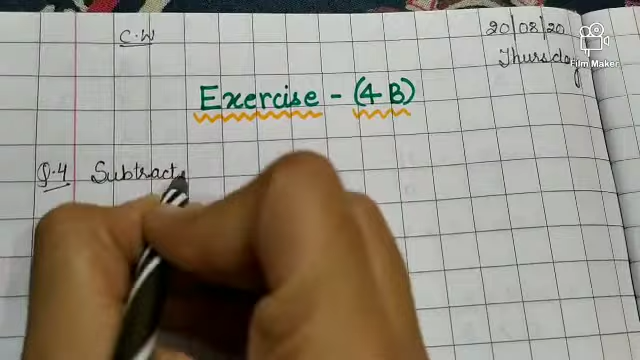 C.W
20/08/20
Thursday
Film Maker
Exercise - (4 B)
Q.4 Subtract